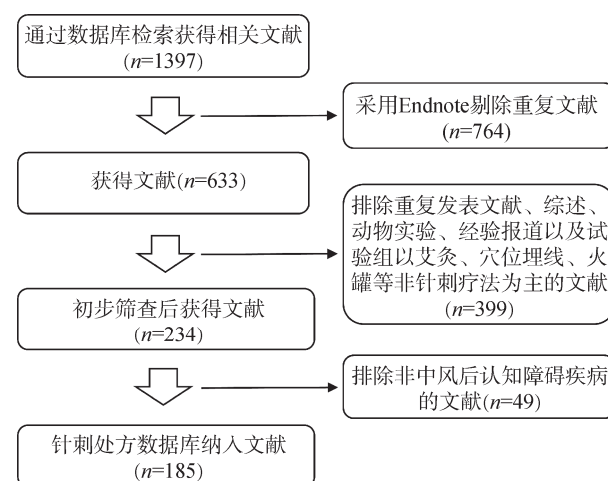 通过数据库检索获得相关文献
(n=1397)
采用Endnote剔除重复文献
(n=764)
获得文献(n=633)
排除重复发表文献、综述、
动物实验、经验报道以及试
验组以艾灸、穴位埋线、火
罐等非针刺疗法为主的文献
(n=399)
初步筛查后获得文献
(n=234)
排除非中风后认知障碍疾病
的文献(n=49)
针刺处方数据库纳入文献
(n=185)